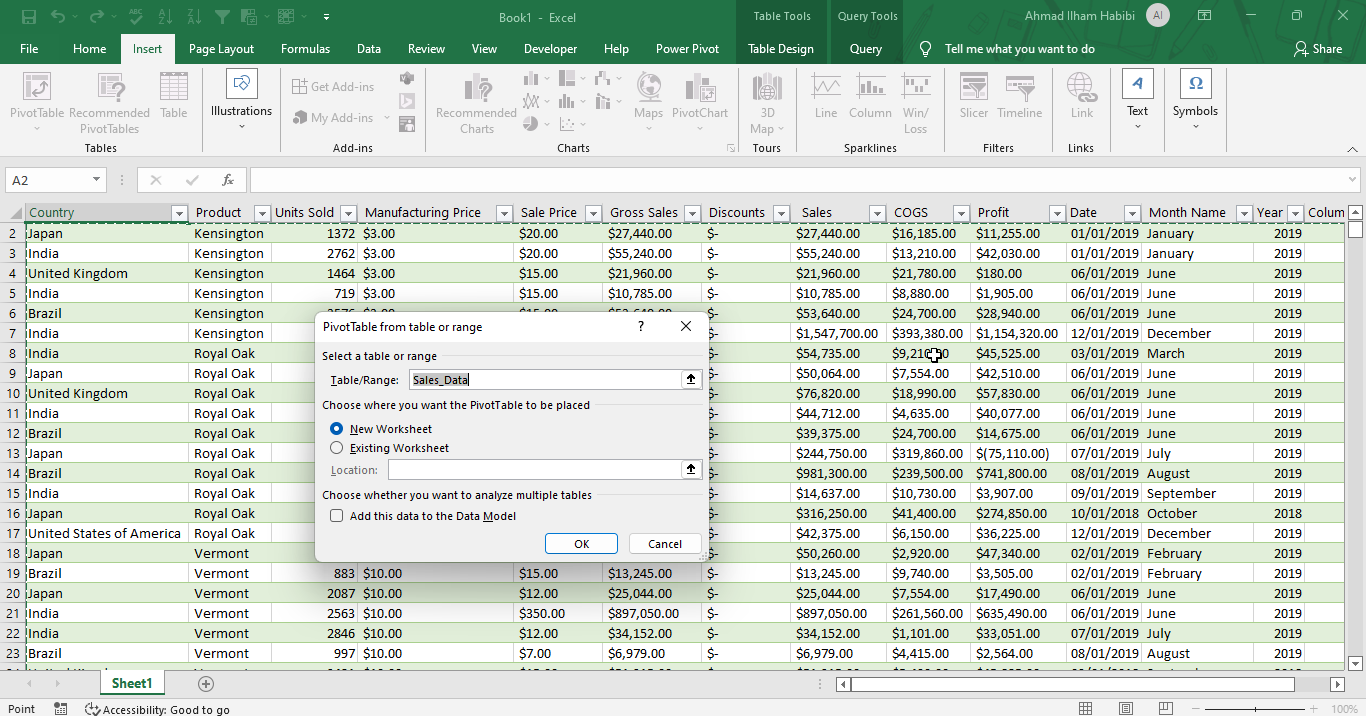 Book1 - Excel
Table Tools
Query Tools
Ahmad Ilham Habibi
AI
File Home Insert Page Layout Formulas Data Review View Developer Help Power Pivot Table Design Query Tell me what you want to do Share
PivotTable
Recommended PivotTables
Table
Tables
Illustrations
Get Add-ins
My Add-ins
Add-ins
Recommended Charts
Maps
PivotChart
Charts
3D Map
Tours
Line
Column
Win/ Loss
Sparklines
Slicer
Timeline
Filters
Link
Links
Text
Symbols
A2
fx
Country Product Units Sold Manufacturing Price Sale Price Gross Sales Discounts Sales COGS Profit Date Month Name Year Colum
2 Japan Kensington 1372 $3.00 $20.00 $27,440.00 $- $27,440.00 $16,185.00 $11,255.00 01/01/2019 January 2019
3 India Kensington 2762 $3.00 $20.00 $55,240.00 $- $55,240.00 $13,210.00 $42,030.00 01/01/2019 January 2019
4 United Kingdom Kensington 1464 $3.00 $15.00 $21,960.00 $- $21,960.00 $21,780.00 $180.00 06/01/2019 June 2019
5 India Kensington 719 $3.00 $15.00 $10,785.00 $- $10,785.00 $8,880.00 $1,905.00 06/01/2019 June 2019
6 Brazil Kensington $- $53,640.00 $24,700.00 $28,940.00 06/01/2019 June 2019
7 India Kensington $- $1,547,700.00 $393,380.00 $1,154,320.00 12/01/2019 December 2019
8 India Royal Oak $- $54,735.00 $45,525.00 03/01/2019 March 2019
9 Japan Royal Oak $- $50,064.00 $7,554.00 $42,510.00 06/01/2019 June 2019
10 United Kingdom Royal Oak $- $76,820.00 $18,990.00 $57,830.00 06/01/2019 June 2019
11 India Royal Oak $- $44,712.00 $4,635.00 $40,077.00 06/01/2019 June 2019
12 Brazil Royal Oak $- $39,375.00 $24,700.00 $14,675.00 06/01/2019 June 2019
13 Japan Royal Oak $- $244,750.00 $319,860.00 $(75,110.00) 07/01/2019 July 2019
14 Brazil Royal Oak $- $981,300.00 $239,500.00 $741,800.00 08/01/2019 August 2019
15 India Royal Oak $- $14,637.00 $10,730.00 $3,907.00 09/01/2019 September 2019
16 Japan Royal Oak $- $316,250.00 $41,400.00 $274,850.00 10/01/2018 October 2018
17 United States of America Royal Oak $- $42,375.00 $6,150.00 $36,225.00 12/01/2019 December 2019
18 Japan Vermont $- $50,260.00 $2,920.00 $47,340.00 02/01/2019 February 2019
19 Brazil Vermont 883 $10.00 $15.00 $13,245.00 $- $13,245.00 $9,740.00 $3,505.00 02/01/2019 February 2019
20 Japan Vermont 2087 $10.00 $12.00 $25,044.00 $- $25,044.00 $7,554.00 $17,490.00 06/01/2019 June 2019
21 India Vermont 2563 $10.00 $350.00 $897,050.00 $- $897,050.00 $261,560.00 $635,490.00 06/01/2019 June 2019
22 India Vermont 2846 $10.00 $12.00 $34,152.00 $- $34,152.00 $1,101.00 $33,051.00 07/01/2019 July 2019
23 Brazil Vermont 997 $10.00 $7.00 $6,979.00 $- $6,979.00 $4,415.00 $2,564.00 08/01/2019 August 2019
PivotTable from table or range
?
Select a table or range
Table/Range: Sales_Data
Choose where you want the PivotTable to be placed
New Worksheet
Existing Worksheet
Location:
Choose whether you want to analyze multiple tables
Add this data to the Data Model
OK Cancel
Sheet1
Point
Accessibility: Good to go
100%